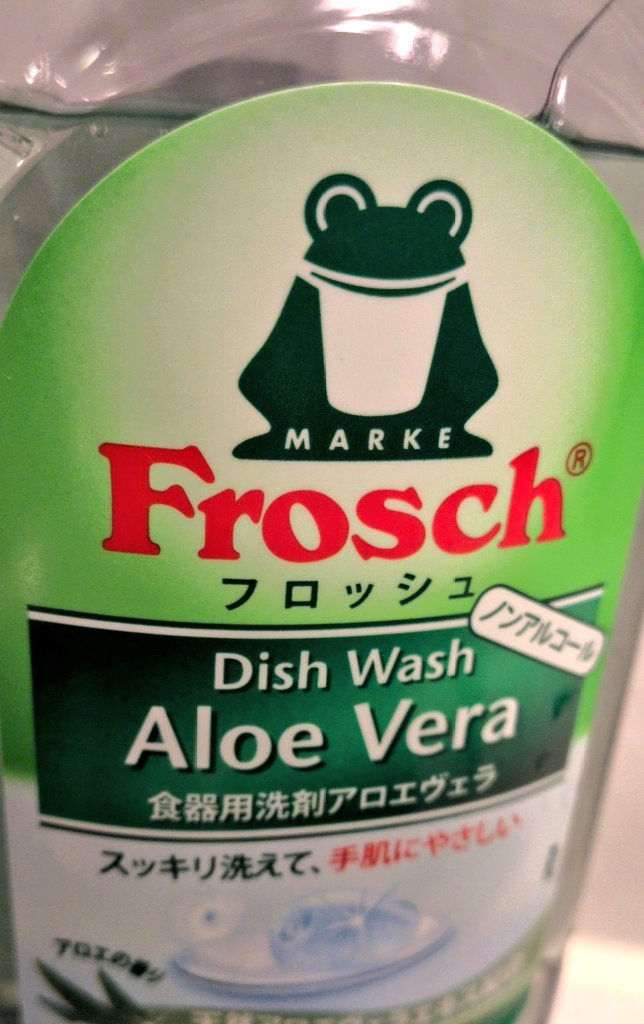 MARKE
Frosch®
フロッシュ
ノンアルコール
Dish Wash
Aloe Vera
食器用洗剤アロエヴェラ
スッキリ洗えて、手肌にやさしい
アロエの香り